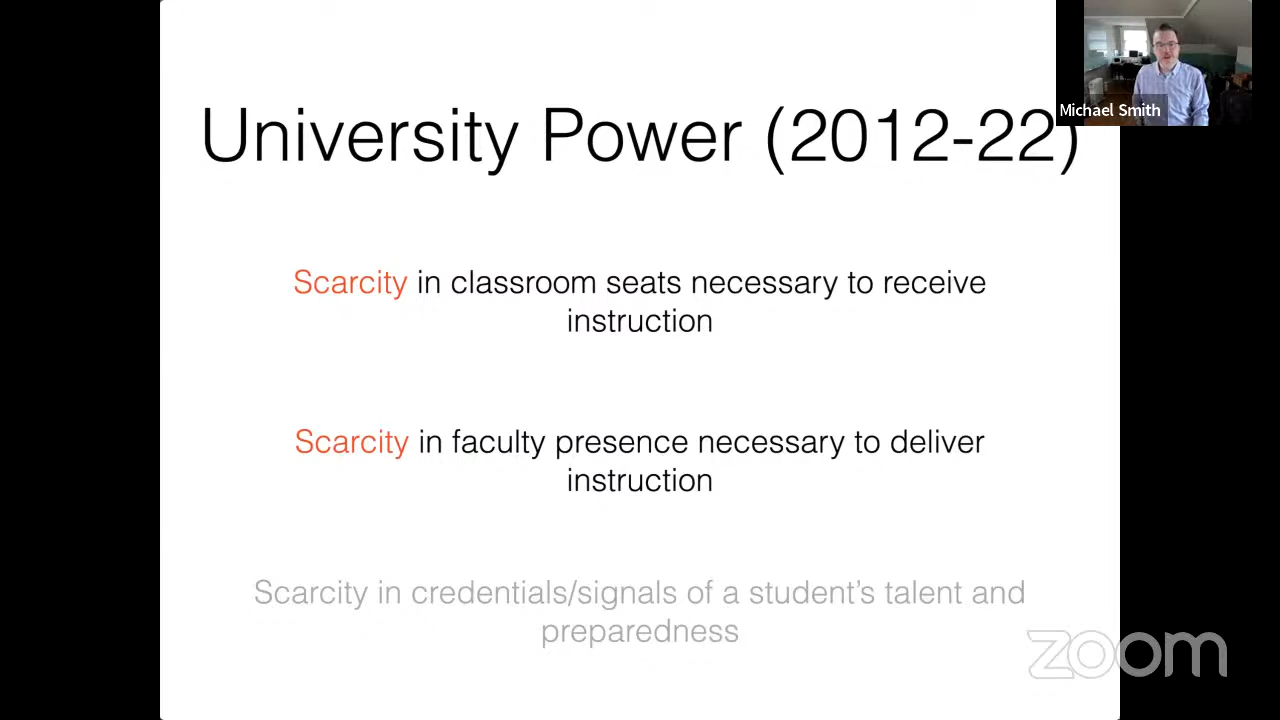 Michael Smith
University Power (2012-22)
Scarcity in classroom seats necessary to receive
instruction
Scarcity in faculty presence necessary to deliver
instruction
Scarcity in credentials/signals of a student’s talent and
preparedness
zoom